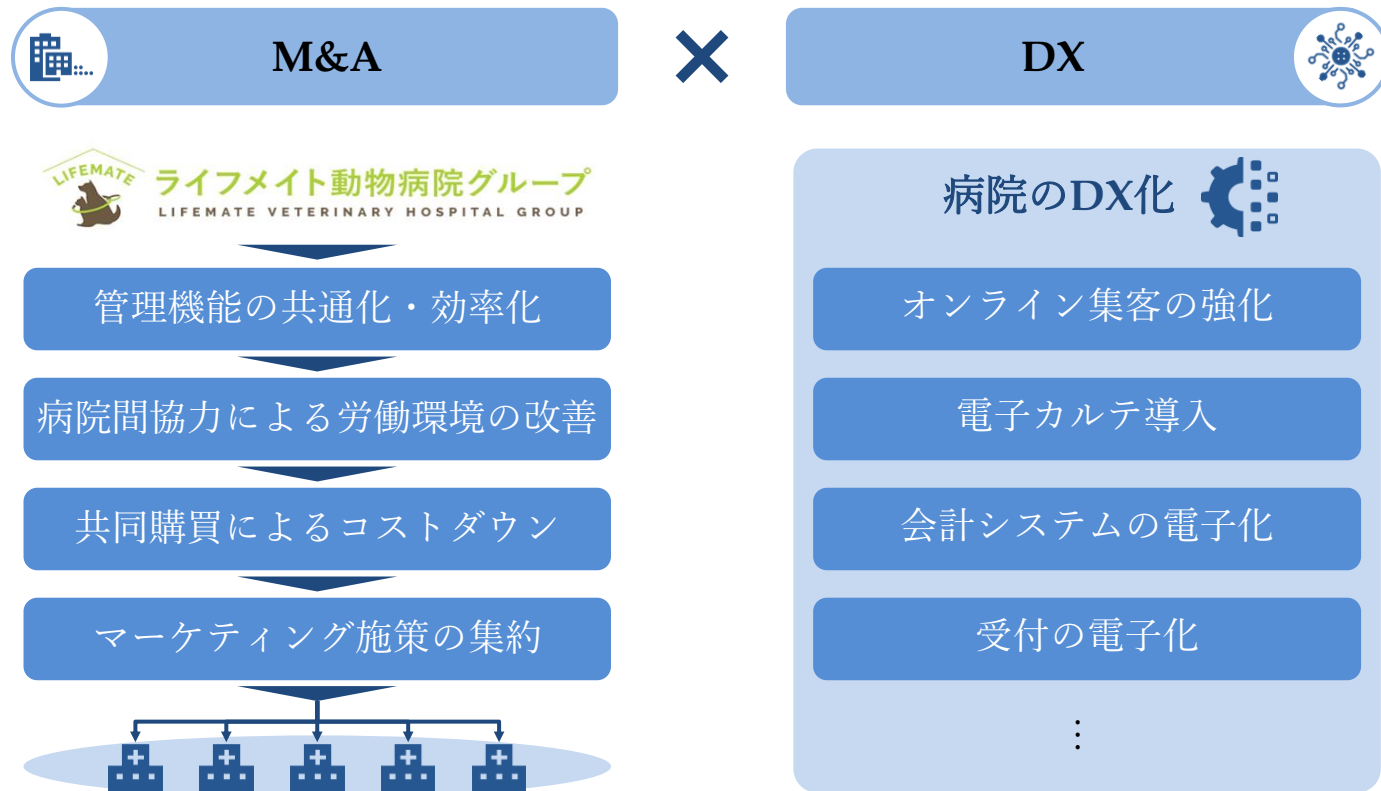 M&A
DX
LIFEMATE
ライフメイト動物病院グループ
LIFEMATE VETERINARY HOSPITAL GROUP
管理機能の共通化・効率化
病院間協力による労働環境の改善
共同購買によるコストダウン
マーケティング施策の集約
病院のDX化
オンライン集客の強化
電子カルテ導入
会計システムの電子化
受付の電子化
⋮